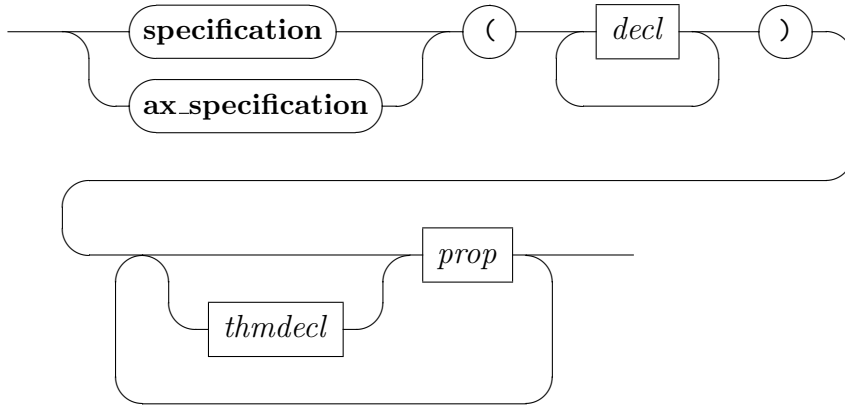 specification ( decl )
ax_specification
prop
thmdecl